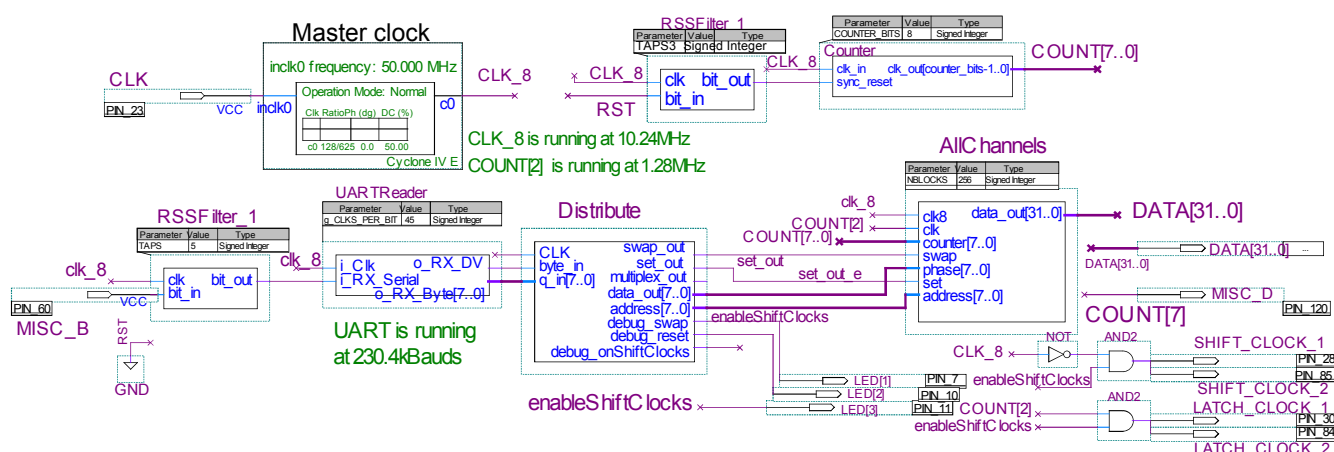 Master clock
inclk0 frequency: 50.000 MHz
Operation Mode: Normal
Clk RatioPh (dg) DC (%)
c0 128/625 0.0 50.00
Cyclone IV E
inclk0
c0
CLK
PIN_23
VCC
CLK_8
CLK_8 is running at 10.24MHz
COUNT[2] is running at 1.28MHz
RSSFilter_1
Parameter Value Type
TAPS3 Signed Integer
CLK_8
RST
clk bit_out
bit_in
CLK_8
Parameter Value Type
COUNTER_BITS 8 Signed Integer
Counter
clk_in clk_out[counter_bits-1..0]
sync_reset
COUNT[7..0]
RSSFilter_1
Parameter Value Type
TAPS 5 Signed Integer
clk_8
clk bit_out
bit_in
VCC
PIN_60
MISC_B
RST
GND
UARTReader
Parameter Value Type
g_CLKS_PER_BIT 45 Signed Integer
clk_8
i_Clk o_RX_DV
i_RX_Serial
o_RX_Byte[7..0]
UART is running
at 230.4kBauds
Distribute
CLK
byte_in
q_in[7..0]
swap_out
set_out
multiplex_out
data_out[7..0]
address[7..0]
debug_swap
debug_reset
debug_onShiftClocks
set_out
set_out_e
enableShiftClocks
AllChannels
Parameter Value Type
NBLOCKS 256 Signed Integer
clk_8
COUNT[2]
COUNT[7..0]
clk8 data_out[31..0]
clk
counter[7..0]
swap
phase[7..0]
set
address[7..0]
DATA[31..0]
DATA[31..0]
DATA[31..0] ...
MISC_D
PIN_120
COUNT[7]
LED[1] PIN_7
LED[2] PIN_10
LED[3] PIN_11
enableShiftClocks
NOT
AND2
CLK_8
enableShiftClocks
SHIFT_CLOCK_1
PIN_28
PIN_85
SHIFT_CLOCK_2
AND2
COUNT[2]
enableShiftClocks
LATCH_CLOCK_1
PIN_30
PIN_84
LATCH_CLOCK_2